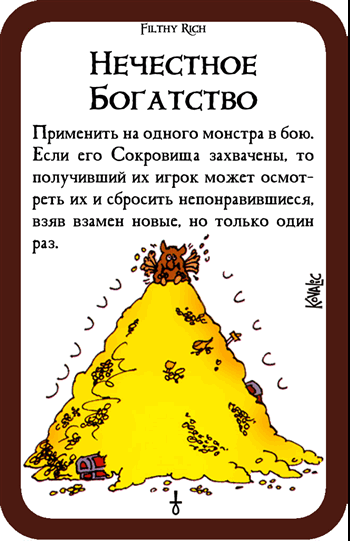 Filthy Rich
Нечестное
Богатство
Применить на одного монстра в бою.
Если его Сокровища захвачены, то
получивший их игрок может осмот-
реть их и сбросить непонравившиеся,
взяв взамен новые, но только один
раз.
Kovalic